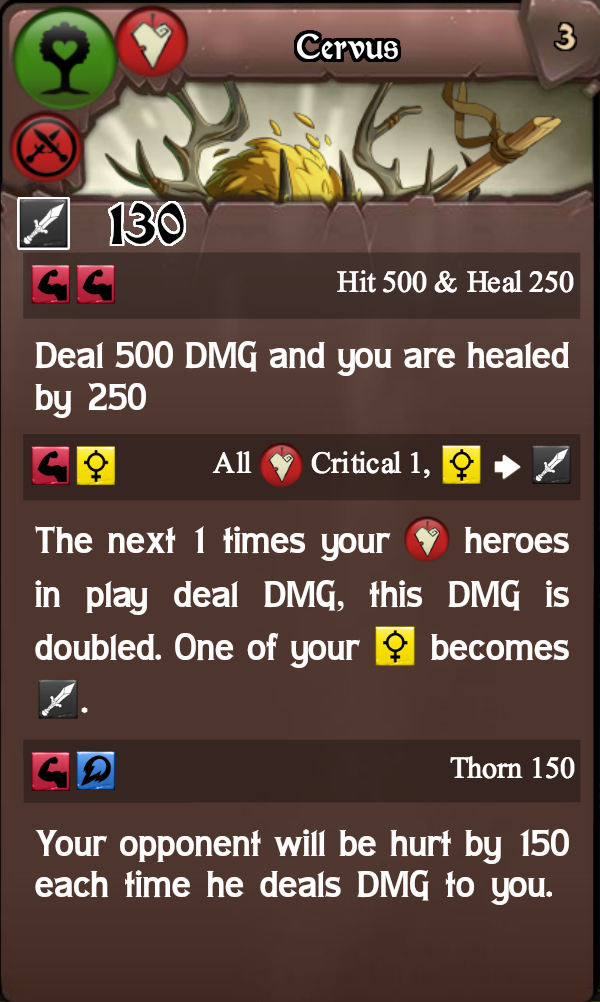 Cervus
3
130
Hit 500 & Heal 250
Deal 500 DMG and you are healed
by 250
All Critical 1,
The next 1 times your heroes
in play deal DMG, this DMG is
doubled. One of your becomes
.
Thorn 150
Your opponent will be hurt by 150
each time he deals DMG to you.